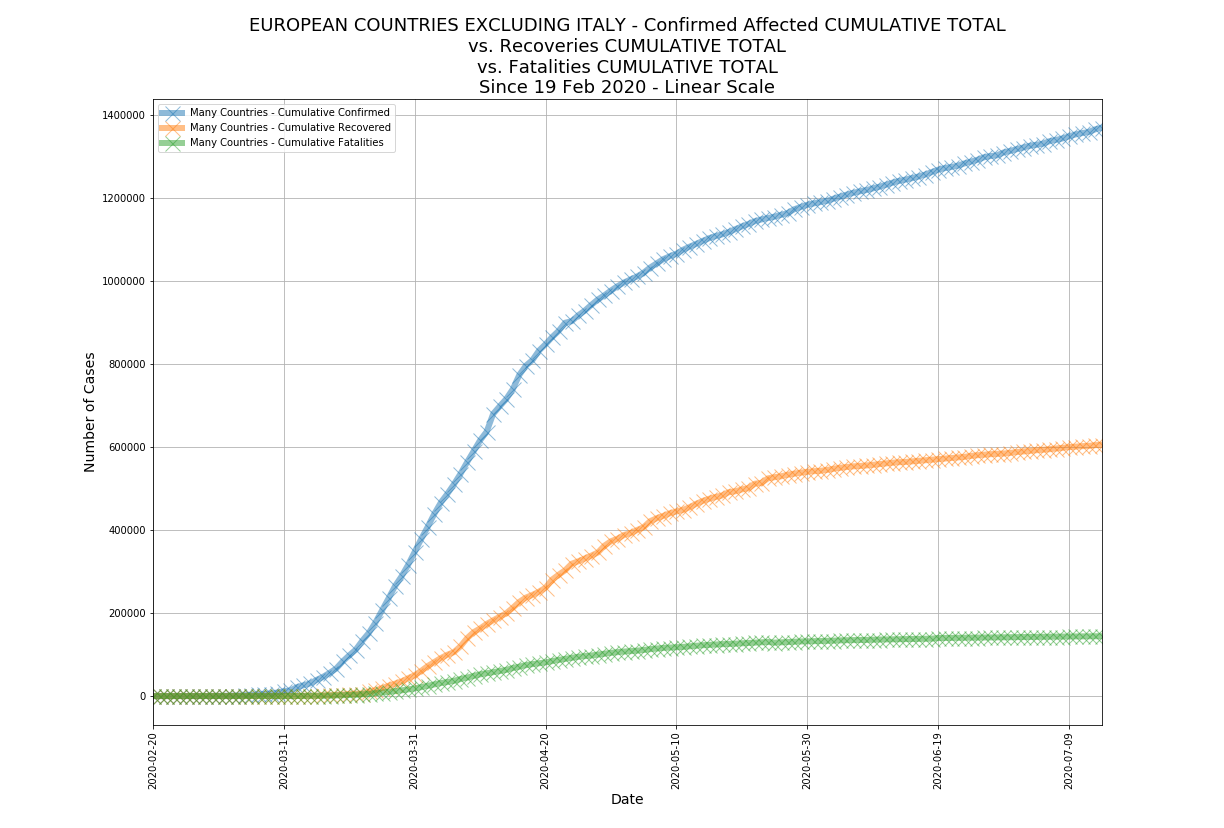 EUROPEAN COUNTRIES EXCLUDING ITALY - Confirmed Affected CUMULATIVE TOTAL
vs. Recoveries CUMULATIVE TOTAL
vs. Fatalities CUMULATIVE TOTAL
Since 19 Feb 2020 - Linear Scale
Many Countries - Cumulative Confirmed
Many Countries - Cumulative Recovered
Many Countries - Cumulative Fatalities
Number of Cases
1400000
1200000
1000000
800000
600000
400000
200000
0
2020-02-20
2020-03-11
2020-03-31
2020-04-20
2020-05-10
2020-05-30
2020-06-19
2020-07-09
Date